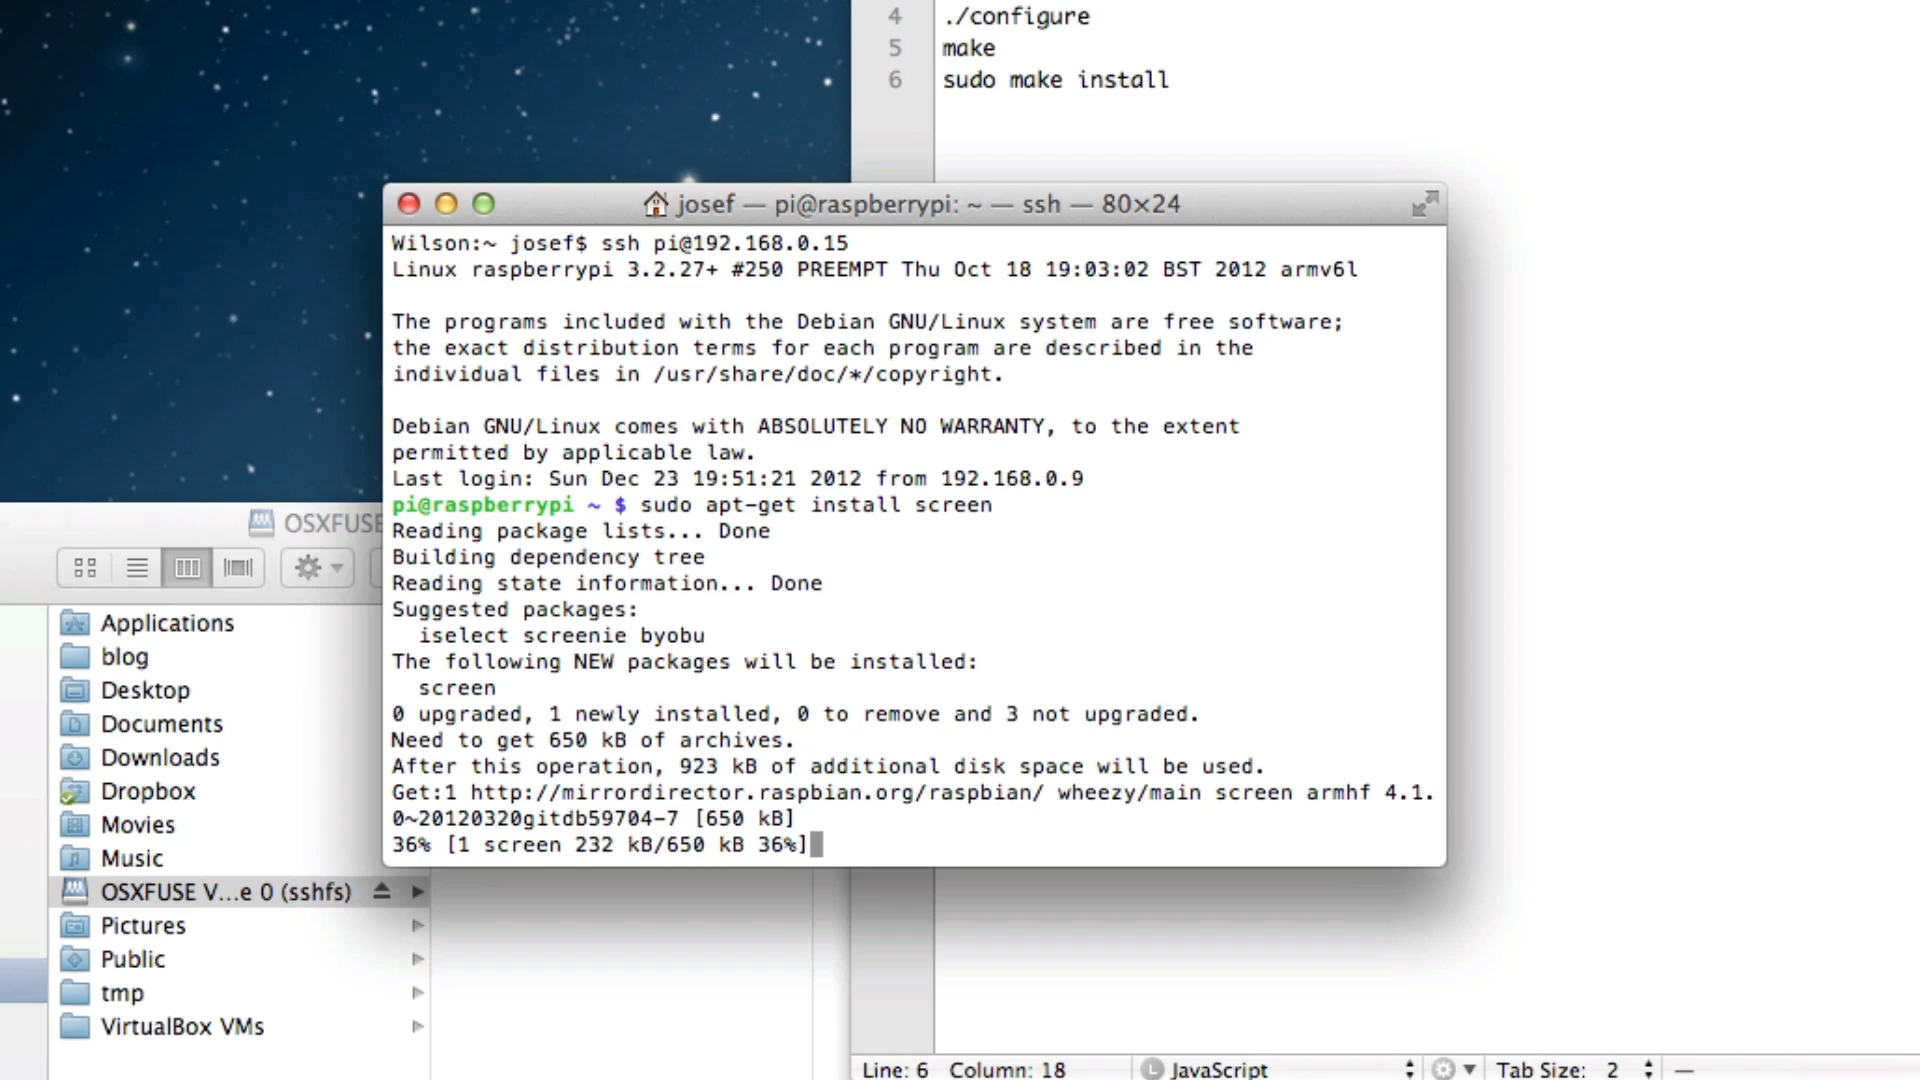 4 ./configure
5 make
6 sudo make install
josef — pi@raspberrypi: ~ — ssh — 80×24
Wilson:~ josef$ ssh pi@192.168.0.15
Linux raspberrypi 3.2.27+ #250 PREEMPT Thu Oct 18 19:03:02 BST 2012 armv6l
The programs included with the Debian GNU/Linux system are free software;
the exact distribution terms for each program are described in the
individual files in /usr/share/doc/*/copyright.
Debian GNU/Linux comes with ABSOLUTELY NO WARRANTY, to the extent
permitted by applicable law.
Last login: Sun Dec 23 19:51:21 2012 from 192.168.0.9
pi@raspberrypi ~ $ sudo apt-get install screen
Reading package lists... Done
Building dependency tree
Reading state information... Done
Suggested packages:
  iselect screenie byobu
The following NEW packages will be installed:
  screen
0 upgraded, 1 newly installed, 0 to remove and 3 not upgraded.
Need to get 650 kB of archives.
After this operation, 923 kB of additional disk space will be used.
Get:1 http://mirrordirector.raspbian.org/raspbian/ wheezy/main screen armhf 4.1.
0~20120320gitdb59704-7 [650 kB]
36% [1 screen 232 kB/650 kB 36%]
OSXFUSE
Applications
blog
Desktop
Documents
Downloads
Dropbox
Movies
Music
OSXFUSE V...e 0 (sshfs)
Pictures
Public
tmp
VirtualBox VMs
Line: 6 Column: 18 JavaScript Tab Size: 2 —